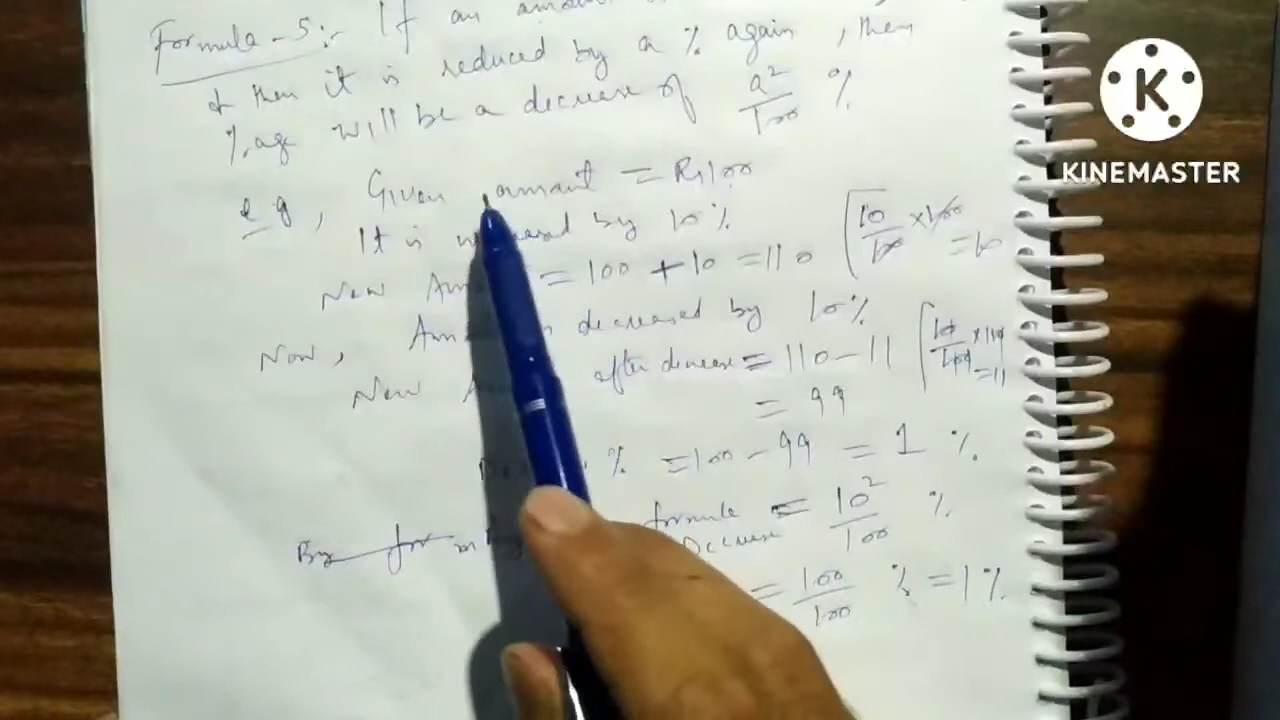 Formula - 5:- If an amount
& then it is reduced by a % again, then
%age will be a decrease of a²/100 %
e g, Given amount = Rs100
It is increased by 10%
New Am = 100 + 10 = 110 [10/100 × 100 = 10
Now, Am decreased by 10%
New A after decrease = 110 - 11 [10/100 × 110 = 11
= 99
% = 100 - 99 = 1 %
By for formula = 10²/100 %
Decrease
= 100/100 % = 1%
K
KINEMASTER